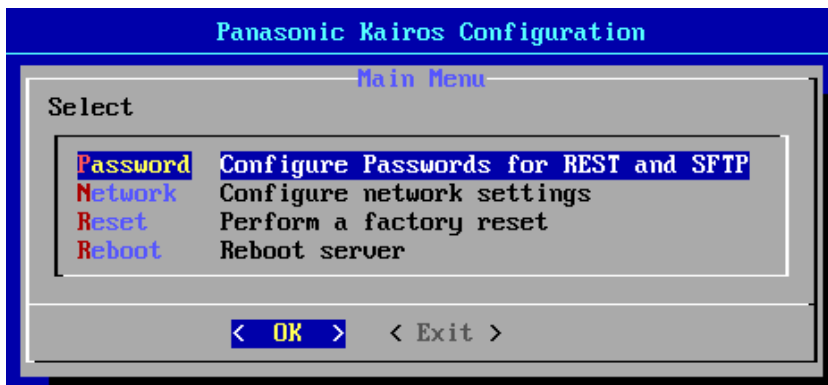 Panasonic Kairos Configuration
Main Menu
Select
Password Configure Passwords for REST and SFTP
Network Configure network settings
Reset Perform a factory reset
Reboot Reboot server
< OK > < Exit >